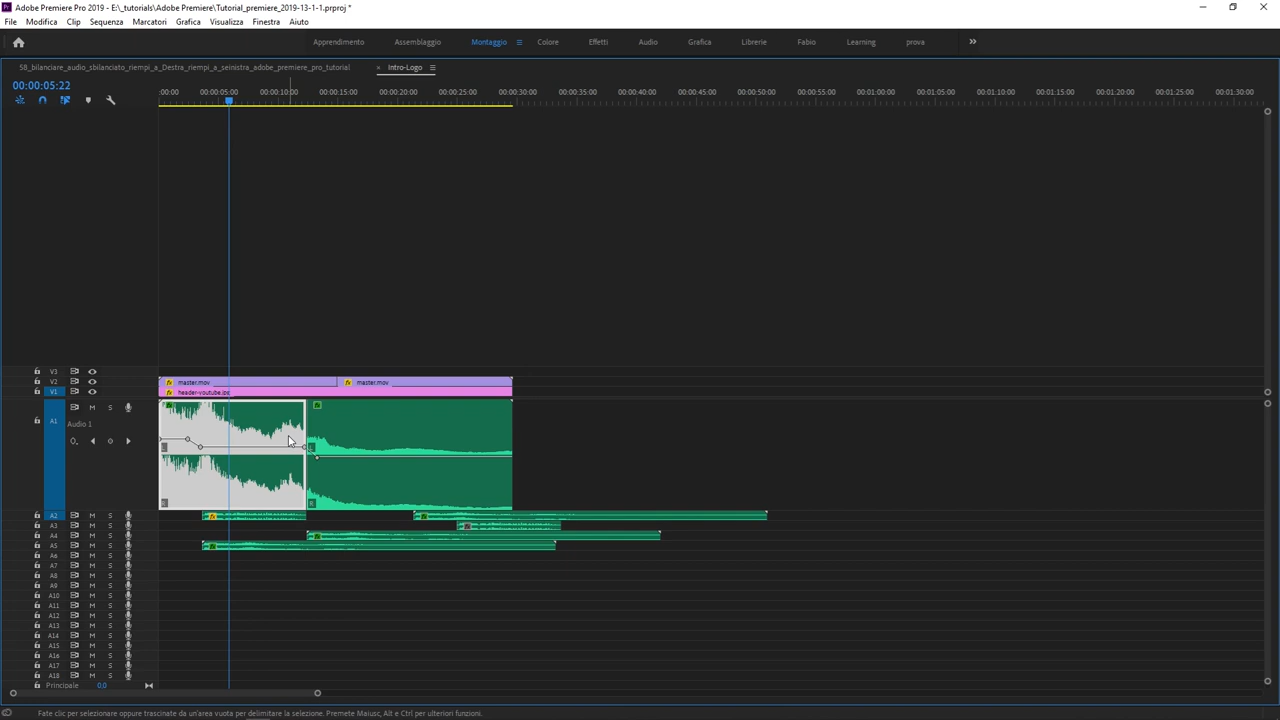 Adobe Premiere Pro 2019 - E:\_tutorials\Adobe Premiere\Tutorial_premiere_2019-13-1-1.prproj *
File Modifica Clip Sequenza Marcatori Grafica Visualizza Finestra Aiuto
Apprendimento Assemblaggio Montaggio Colore Effetti Audio Grafica Librerie Fabio Learning prova
58_bilanciare_audio_sbilanciato_riempi_a_Destra_riempi_a_seinistra_adobe_premiere_pro_tutorial × Intro-Logo
00:00:05:22
:00:00 00:00:05:00 00:00:10:00 00:00:15:00 00:00:20:00 00:00:25:00 00:00:30:00 00:00:35:00 00:00:40:00 00:00:45:00 00:00:50:00 00:00:55:00 00:01:00:00 00:01:05:00 00:01:10:00 00:01:15:00 00:01:20:00 00:01:25:00 00:01:30:00
V3
V2 fx master.mov fx master.mov
V1 fx header-youtube.jpg
A1 M S
Audio 1
A2 M S
A3 M S
A4 M S
A5 M S
A6 M S
A7 M S
A8 M S
A9 M S
A10 M S
A11 M S
A12 M S
A13 M S
A14 M S
A15 M S
A16 M S
A17 M S
A18 M S
Principale 0,0
Fate clic per selezionare oppure trascinate da un'area vuota per delimitare la selezione. Premete Maiusc, Alt e Ctrl per ulteriori funzioni.